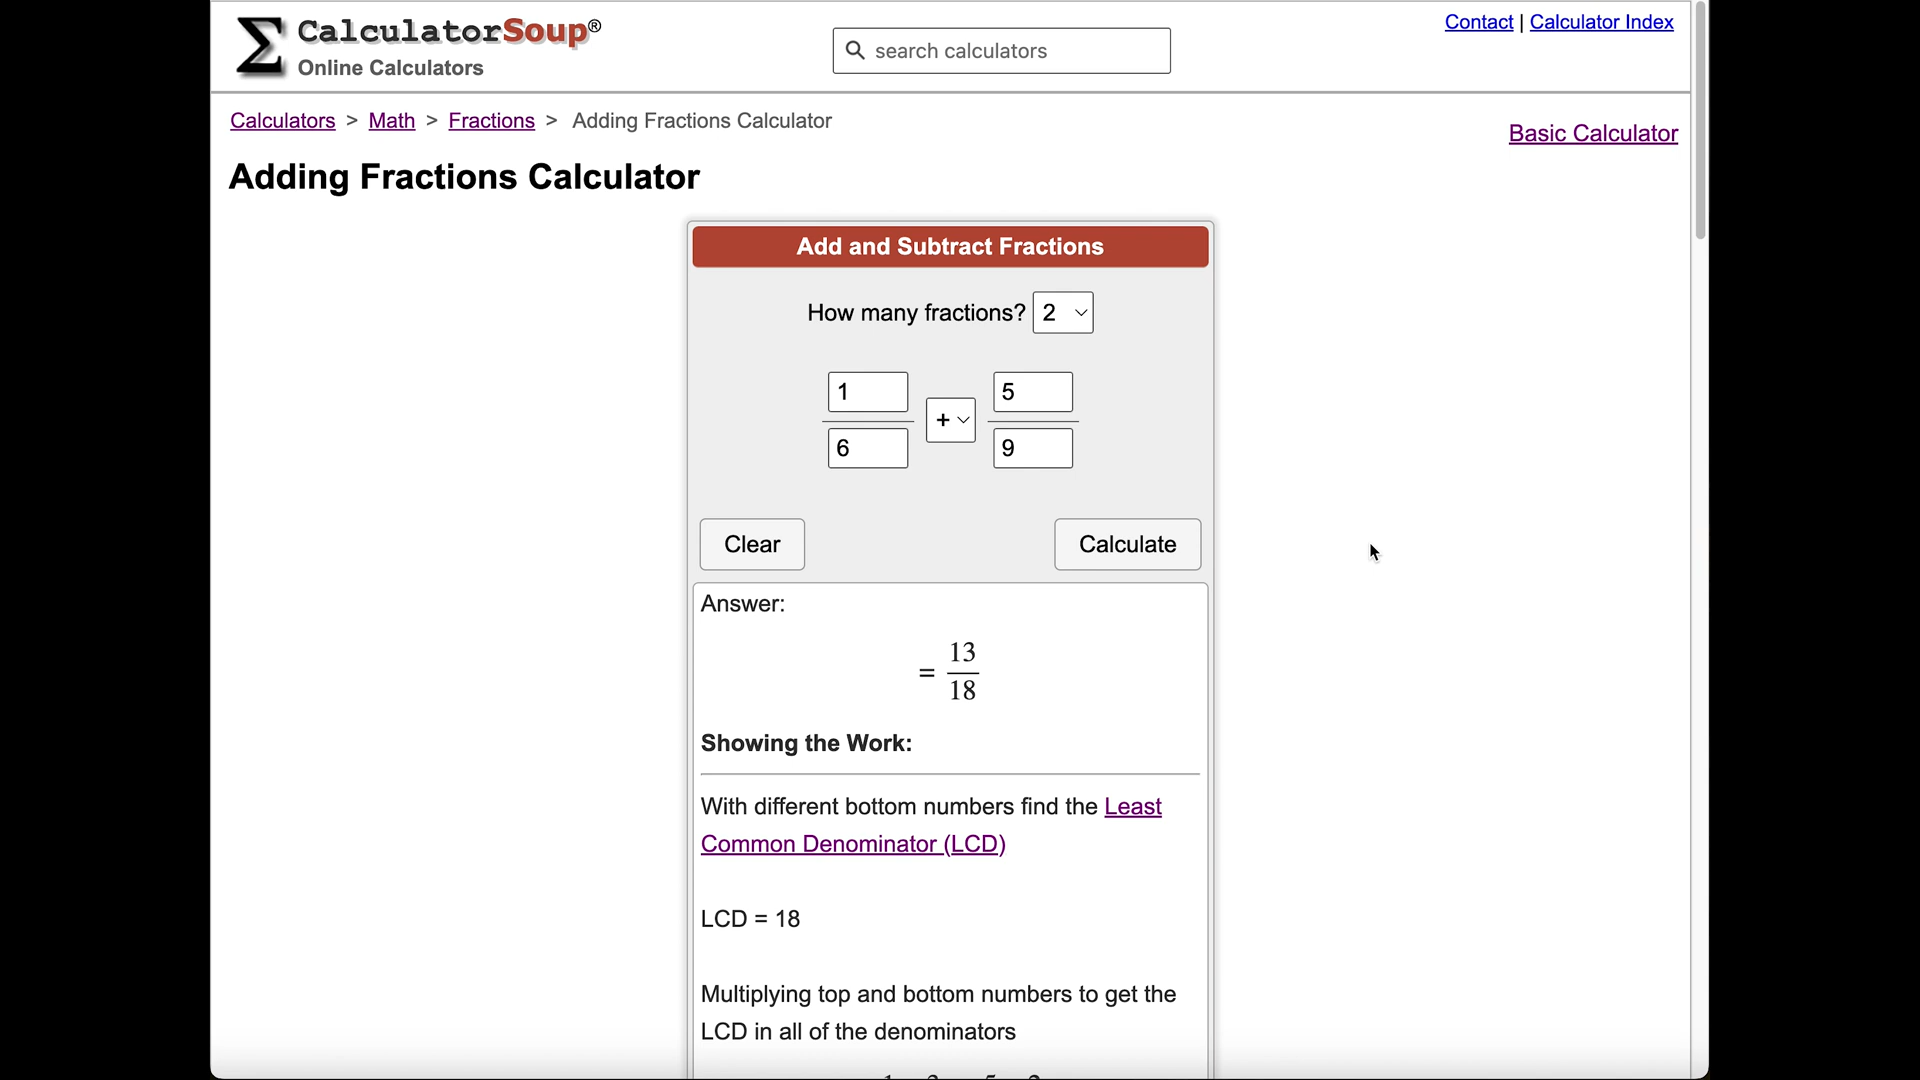 CalculatorSoup®
Online Calculators
search calculators
Contact | Calculator Index
Calculators > Math > Fractions > Adding Fractions Calculator
Basic Calculator
Adding Fractions Calculator
Add and Subtract Fractions
How many fractions? 2
1 5
+
6 9
Clear Calculate
Answer:
= 13
18
Showing the Work:
With different bottom numbers find the Least
Common Denominator (LCD)
LCD = 18
Multiplying top and bottom numbers to get the
LCD in all of the denominators